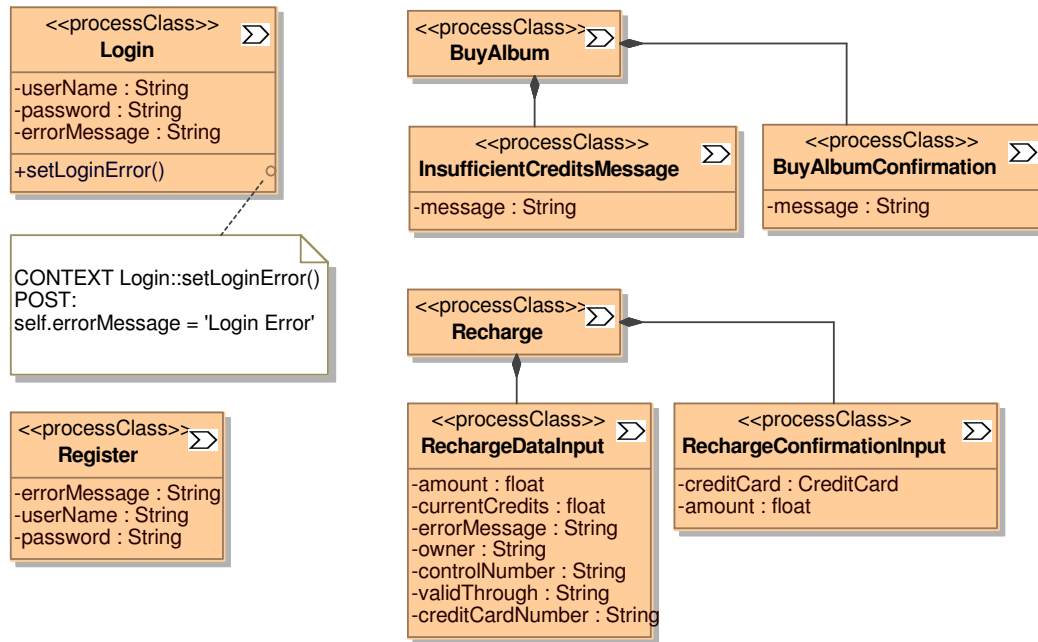 <<processClass>>
Login
-userName : String
-password : String
-errorMessage : String
+setLoginError()
CONTEXT Login::setLoginError()
POST:
self.errorMessage = 'Login Error'
<<processClass>>
Register
-errorMessage : String
-userName : String
-password : String
<<processClass>>
BuyAlbum
<<processClass>>
InsufficientCreditsMessage
-message : String
<<processClass>>
BuyAlbumConfirmation
-message : String
<<processClass>>
Recharge
<<processClass>>
RechargeDataInput
-amount : float
-currentCredits : float
-errorMessage : String
-owner : String
-controlNumber : String
-validThrough : String
-creditCardNumber : String
<<processClass>>
RechargeConfirmationInput
-creditCard : CreditCard
-amount : float